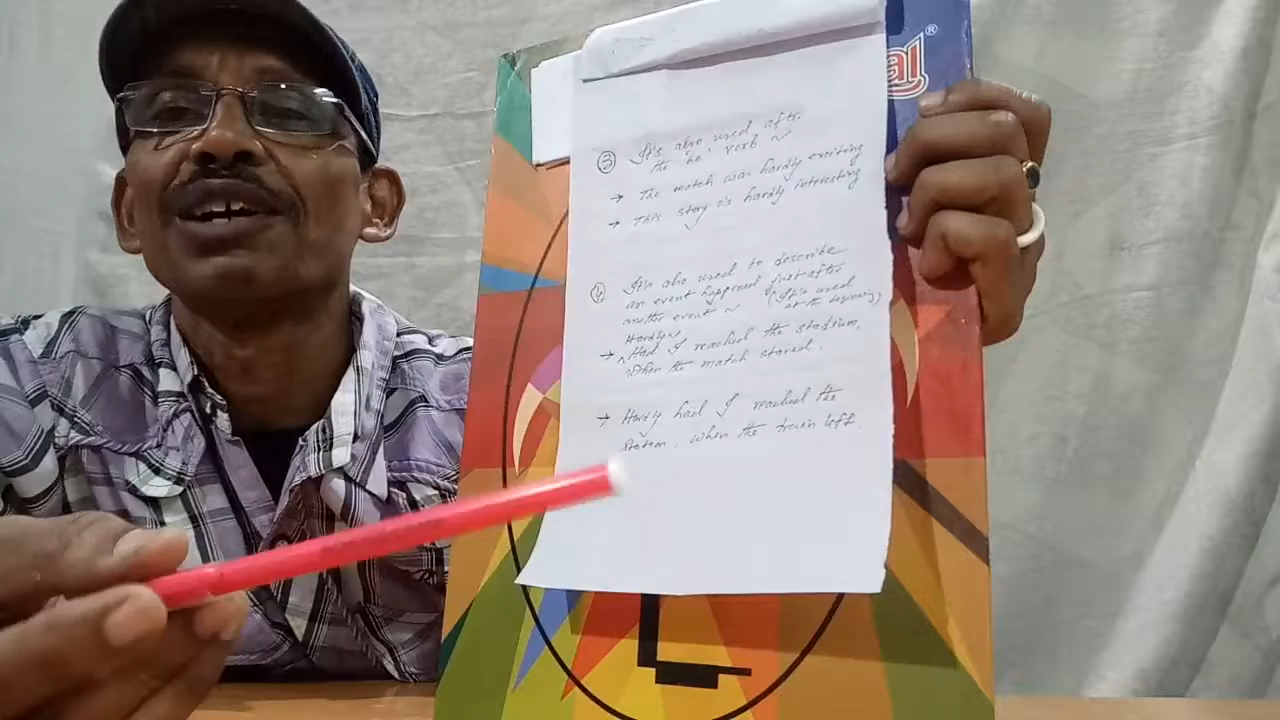 al®
③ It's also used after
the be verb ~
→ The match was hardly exciting
→ This story is hardly interesting
④ It's also used to describe
an event happened just after
another event ~ (It's used
at the beginning)
Hardly
→ Had I reached the stadium,
When the match stared.
→ Hardly had I reached the
station, when the train left.